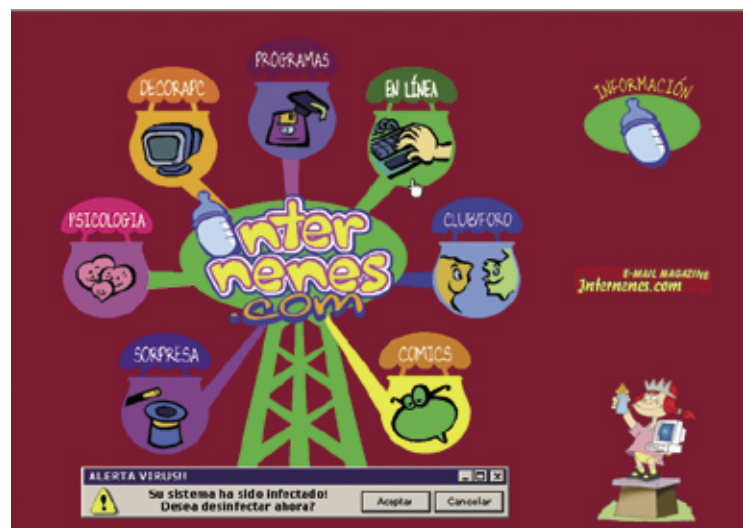 PROGRAMAS
DECORAPC
EN LÍNEA
INFORMACIÓN
PSICOLOGIA
CLUB/FORO
inter
nenes
.com
E-MAIL MAGAZINE
Internenes.com
SORPRESA
COMICS
ALERTA VIRUS!!
Su sistema ha sido infectado!
Desea desinfectar ahora?
Aceptar
Cancelar